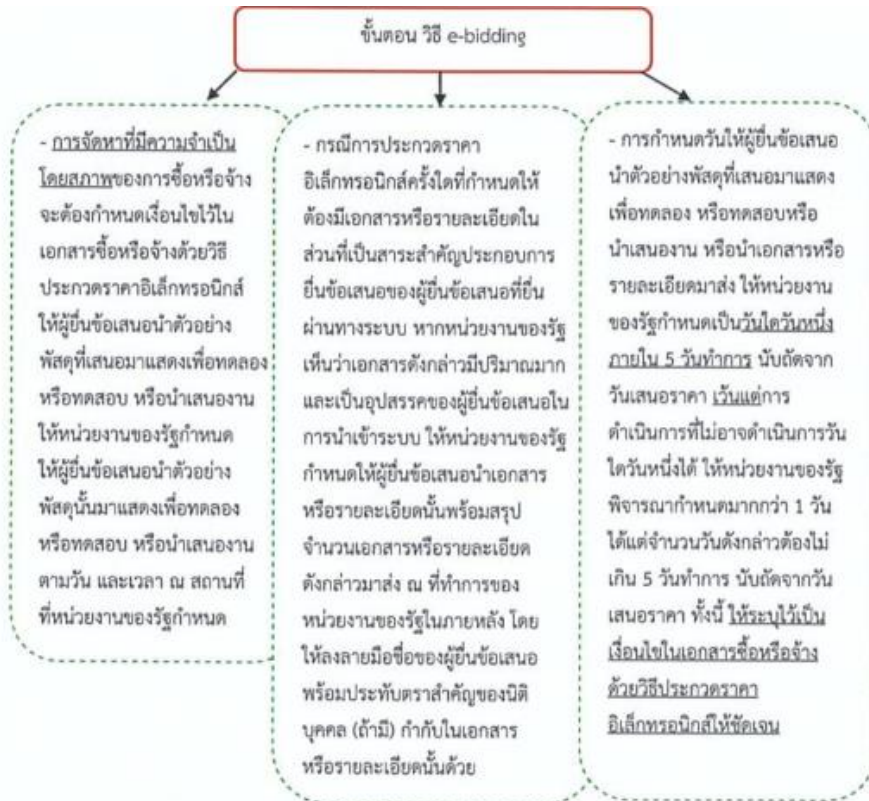 ขั้นตอน วิธี e-bidding
- การจัดหาที่มีความจำเป็น
โดยสภาพของการซื้อหรือจ้าง
จะต้องกำหนดเงื่อนไขไว้ใน
เอกสารซื้อหรือจ้างด้วยวิธี
ประกวดราคาอิเล็กทรอนิกส์
ให้ผู้ยื่นข้อเสนอนำตัวอย่าง
พัสดุที่เสนอมาแสดงเพื่อทดลอง
หรือทดสอบ หรือนำเสนองาน
ให้หน่วยงานของรัฐกำหนด
ให้ผู้ยื่นข้อเสนอนำตัวอย่าง
พัสดุนั้นมาแสดงเพื่อทดลอง
หรือทดสอบ หรือนำเสนองาน
ตามวัน และเวลา ณ สถานที่
ที่หน่วยงานของรัฐกำหนด
- กรณีการประกวดราคา
อิเล็กทรอนิกส์ครั้งใดที่กำหนดให้
ต้องมีเอกสารหรือรายละเอียดใน
ส่วนที่เป็นสาระสำคัญประกอบการ
ยื่นข้อเสนอของผู้ยื่นข้อเสนอที่ยื่น
ผ่านทางระบบ หากหน่วยงานของรัฐ
เห็นว่าเอกสารดังกล่าวมีปริมาณมาก
และเป็นอุปสรรคของผู้ยื่นข้อเสนอใน
การนำเข้าระบบ ให้หน่วยงานของรัฐ
กำหนดให้ผู้ยื่นข้อเสนอนำเอกสาร
หรือรายละเอียดนั้นพร้อมสรุป
จำนวนเอกสารหรือรายละเอียด
ดังกล่าวมาส่ง ณ ที่ทำการของ
หน่วยงานของรัฐในภายหลัง โดย
ให้ลงลายมือชื่อของผู้ยื่นข้อเสนอ
พร้อมประทับตราสำคัญของนิติ
บุคคล (ถ้ามี) กำกับในเอกสาร
หรือรายละเอียดนั้นด้วย
- การกำหนดวันให้ผู้ยื่นข้อเสนอ
นำตัวอย่างพัสดุที่เสนอมาแสดง
เพื่อทดลอง หรือทดสอบหรือ
นำเสนองาน หรือนำเอกสารหรือ
รายละเอียดมาส่ง ให้หน่วยงาน
ของรัฐกำหนดเป็นวันใดวันหนึ่ง
ภายใน 5 วันทำการ นับถัดจาก
วันเสนอราคา เว้นแต่การ
ดำเนินการที่ไม่อาจดำเนินการวัน
ใดวันหนึ่งได้ ให้หน่วยงานของรัฐ
พิจารณากำหนดมากกว่า 1 วัน
ได้แต่จำนวนวันดังกล่าวต้องไม่
เกิน 5 วันทำการ นับถัดจากวัน
เสนอราคา ทั้งนี้ ให้ระบุไว้เป็น
เงื่อนไขในเอกสารซื้อหรือจ้าง
ด้วยวิธีประกวดราคา
อิเล็กทรอนิกส์ให้ชัดเจน